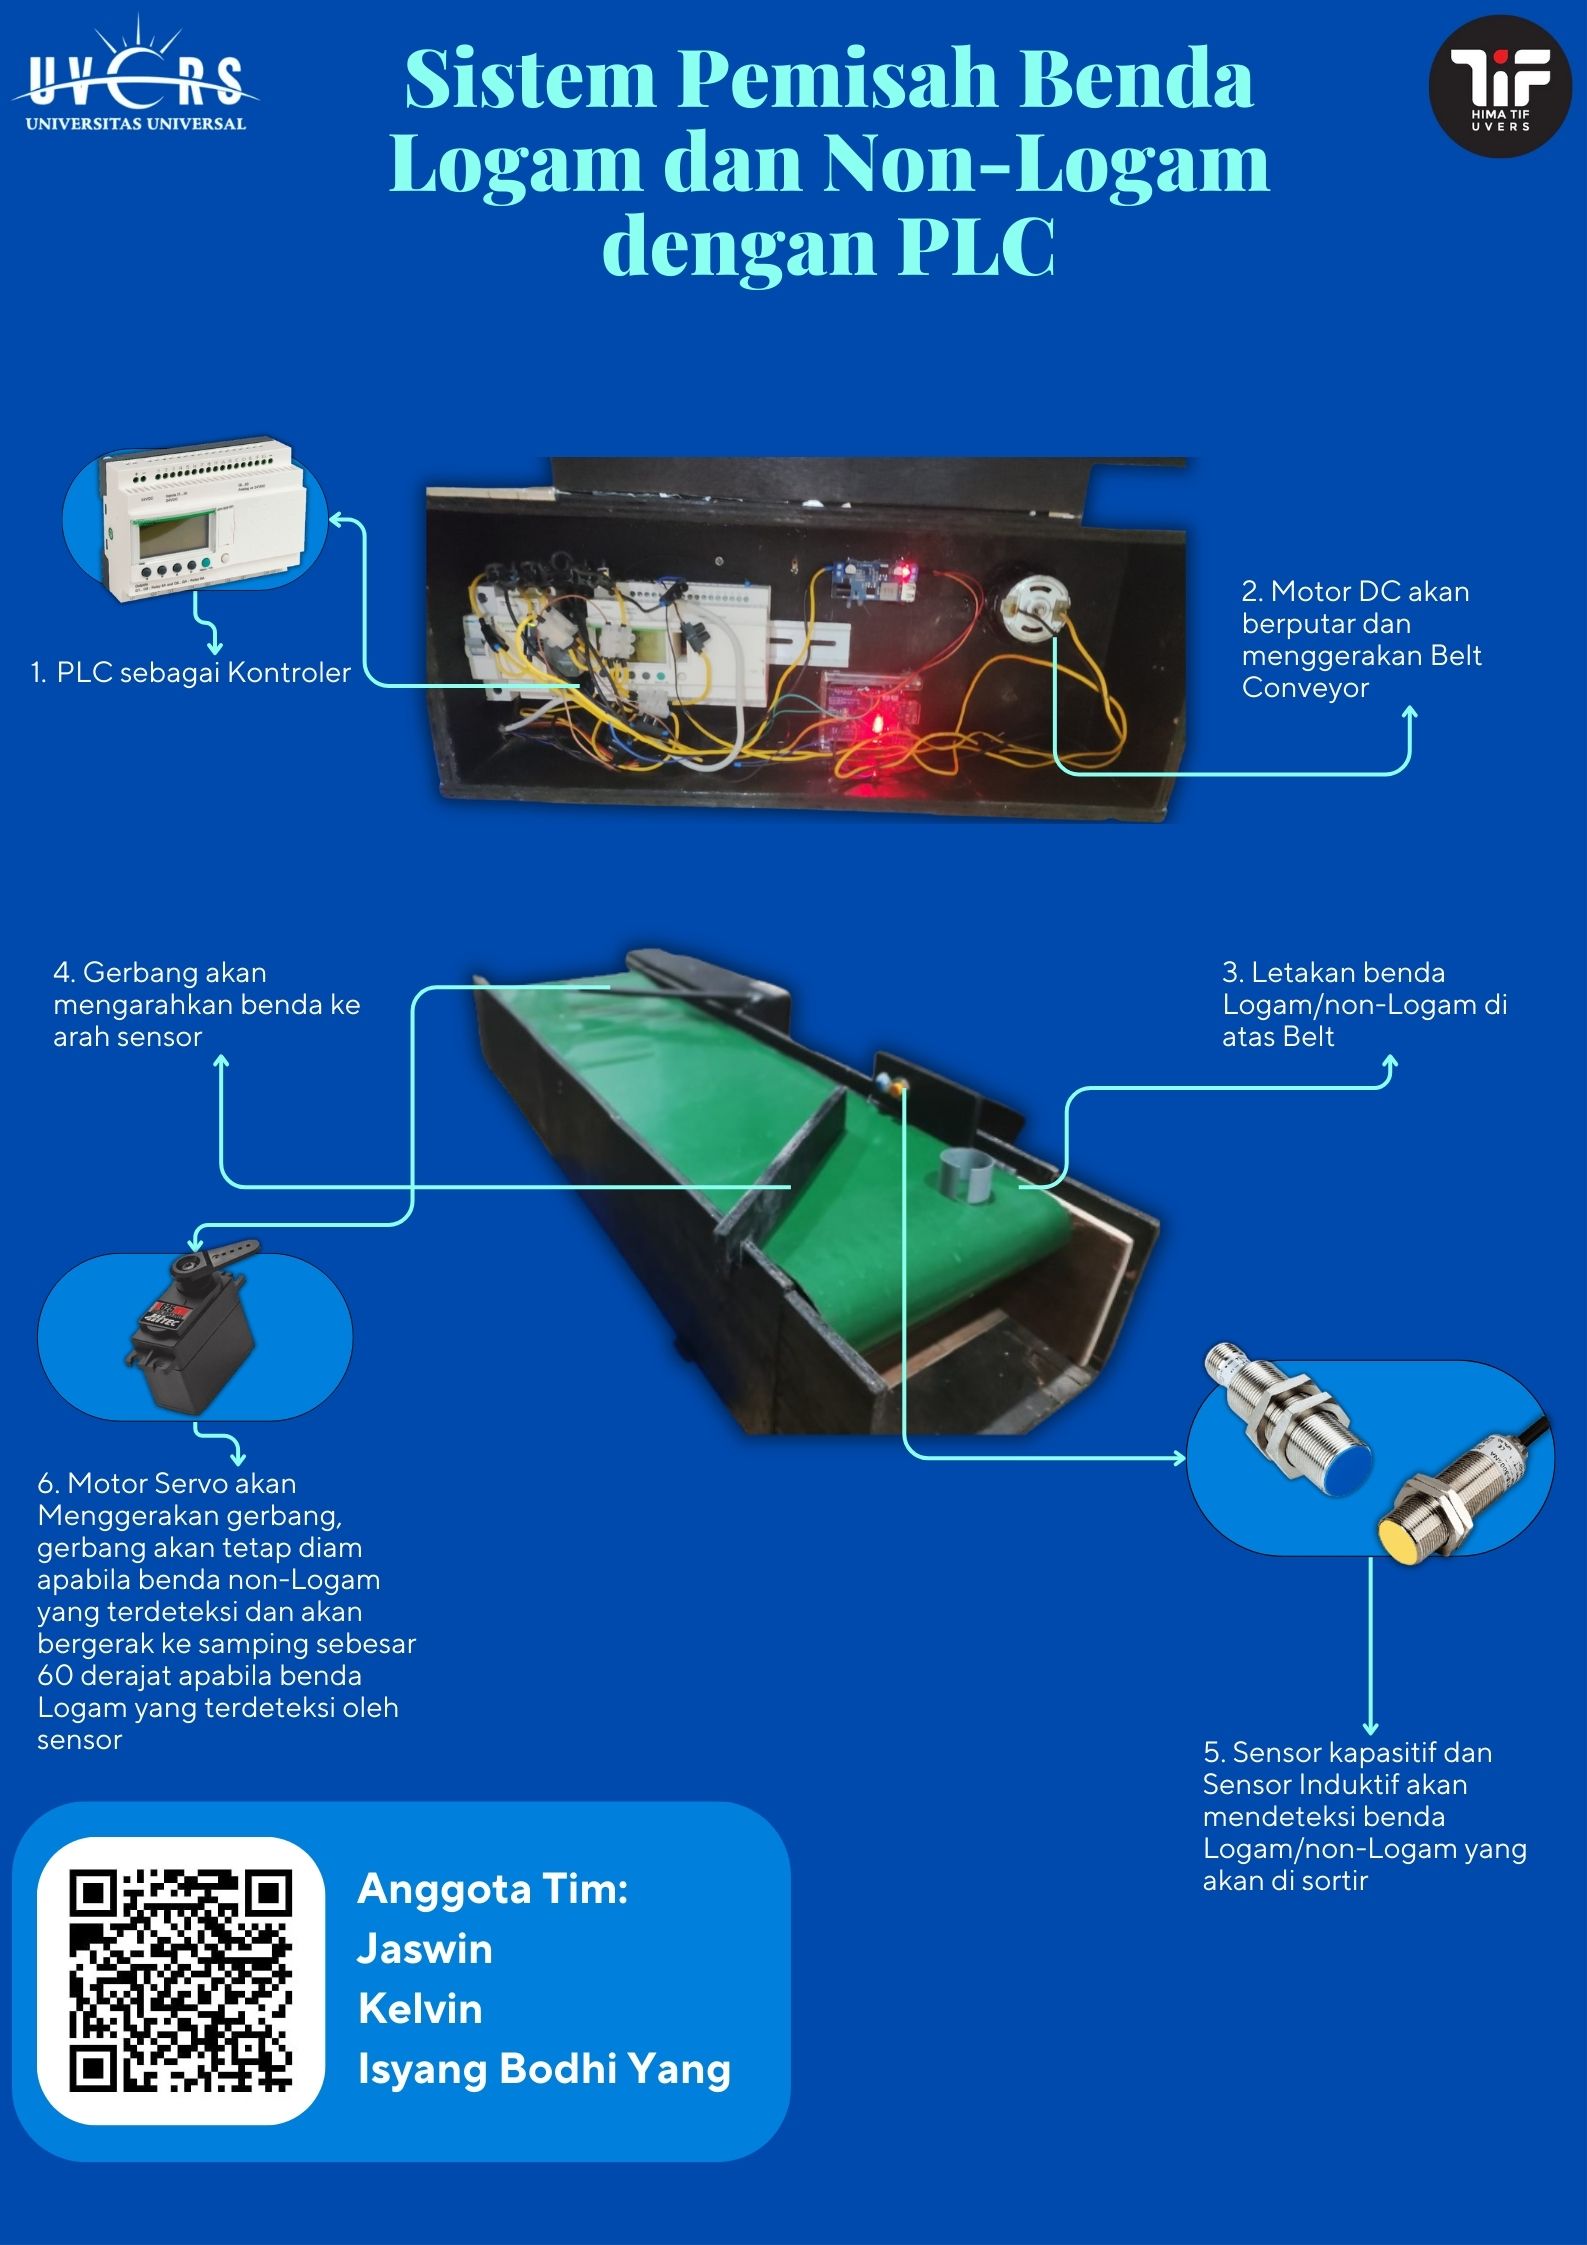 UVERS
UNIVERSITAS UNIVERSAL
Sistem Pemisah Benda
Logam dan Non-Logam
dengan PLC
TIF
HIMA TIF
UVERS
1. PLC sebagai Kontroler
2. Motor DC akan
berputar dan
menggerakan Belt
Conveyor
4. Gerbang akan
mengarahkan benda ke
arah sensor
3. Letakan benda
Logam/non-Logam di
atas Belt
HITEC
6. Motor Servo akan
Menggerakan gerbang,
gerbang akan tetap diam
apabila benda non-Logam
yang terdeteksi dan akan
bergerak ke samping sebesar
60 derajat apabila benda
Logam yang terdeteksi oleh
sensor
5. Sensor kapasitif dan
Sensor Induktif akan
mendeteksi benda
Logam/non-Logam yang
akan di sortir
Anggota Tim:
Jaswin
Kelvin
Isyang Bodhi Yang